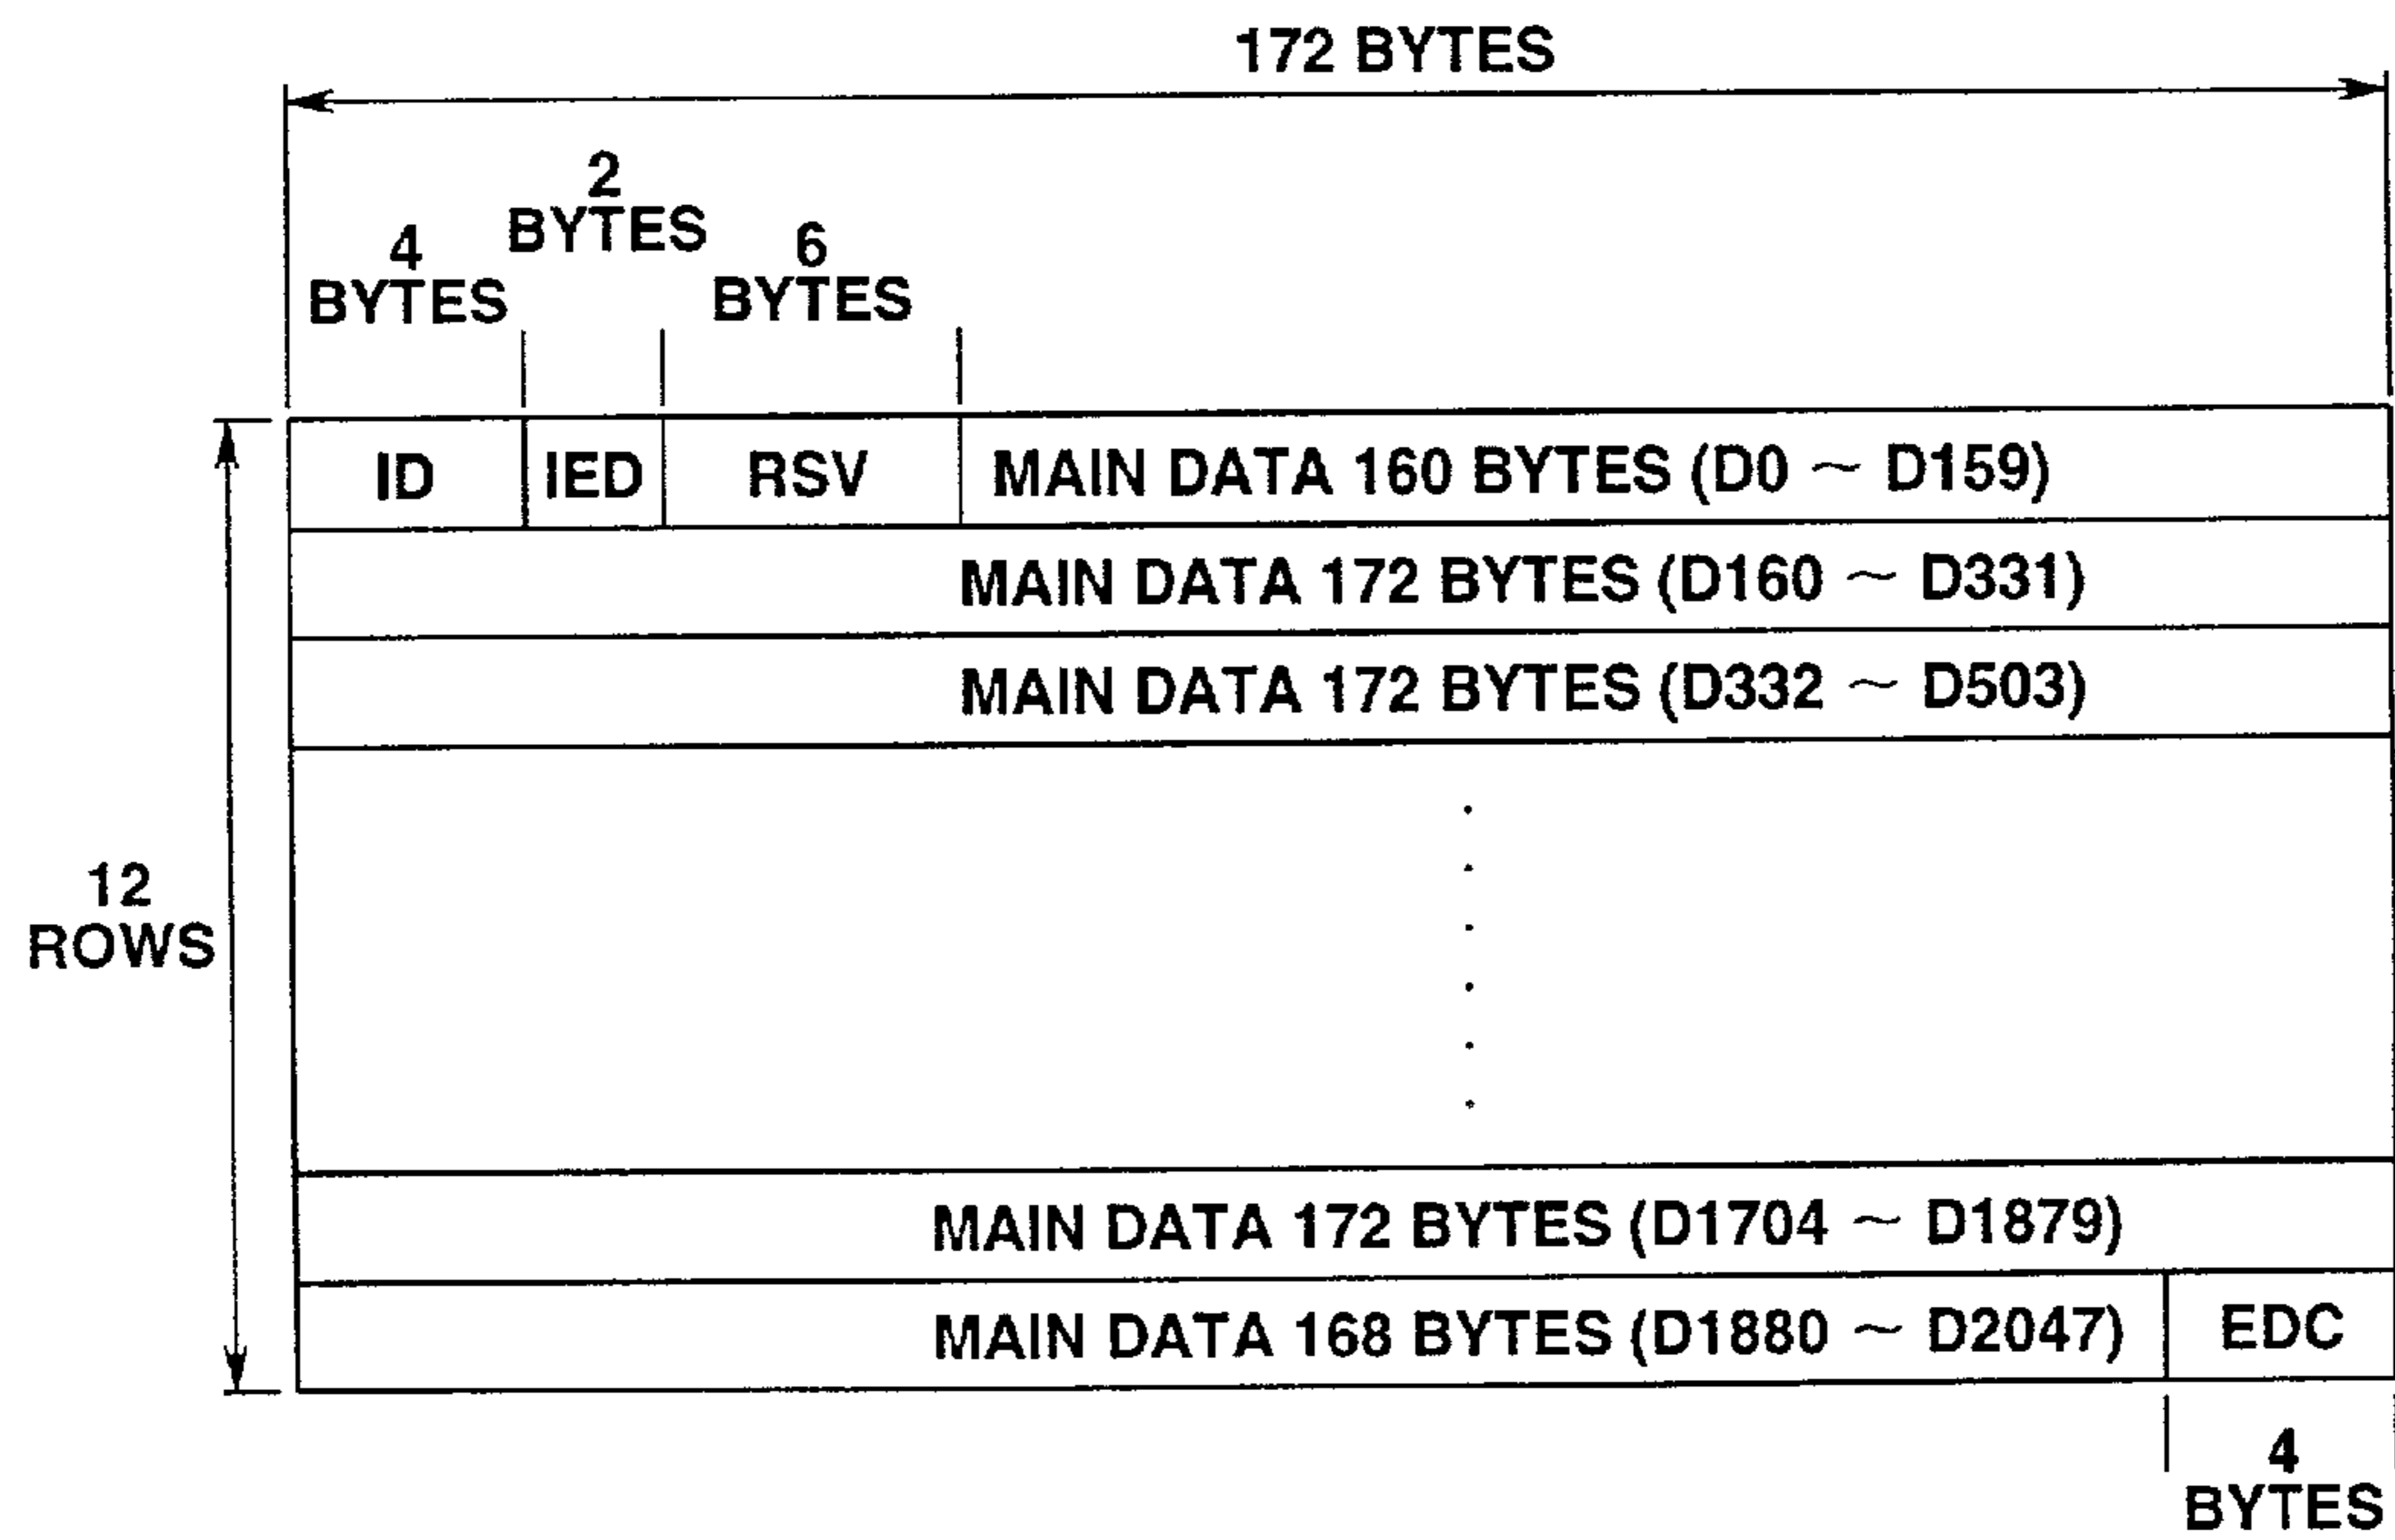 172 BYTES
2
BYTES
4
BYTES
6
BYTES
ID IED RSV MAIN DATA 160 BYTES (D0 ~ D159)
MAIN DATA 172 BYTES (D160 ~ D331)
MAIN DATA 172 BYTES (D332 ~ D503)
12
ROWS
MAIN DATA 172 BYTES (D1704 ~ D1879)
MAIN DATA 168 BYTES (D1880 ~ D2047) EDC
4
BYTES